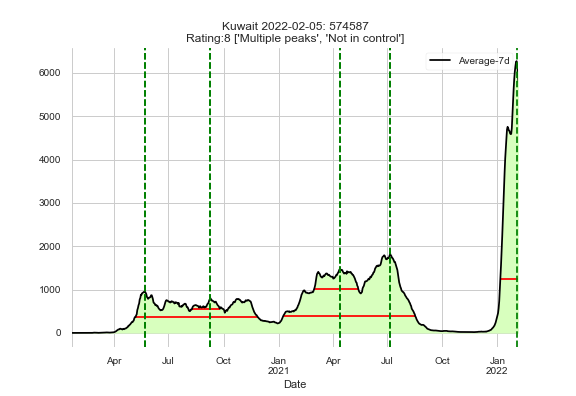 Kuwait 2022-02-05: 574587
Rating:8 ['Multiple peaks', 'Not in control']
Average-7d
6000
5000
4000
3000
2000
1000
0
Apr
Jul
Oct
Jan
2021
Apr
Jul
Oct
Jan
2022
Date